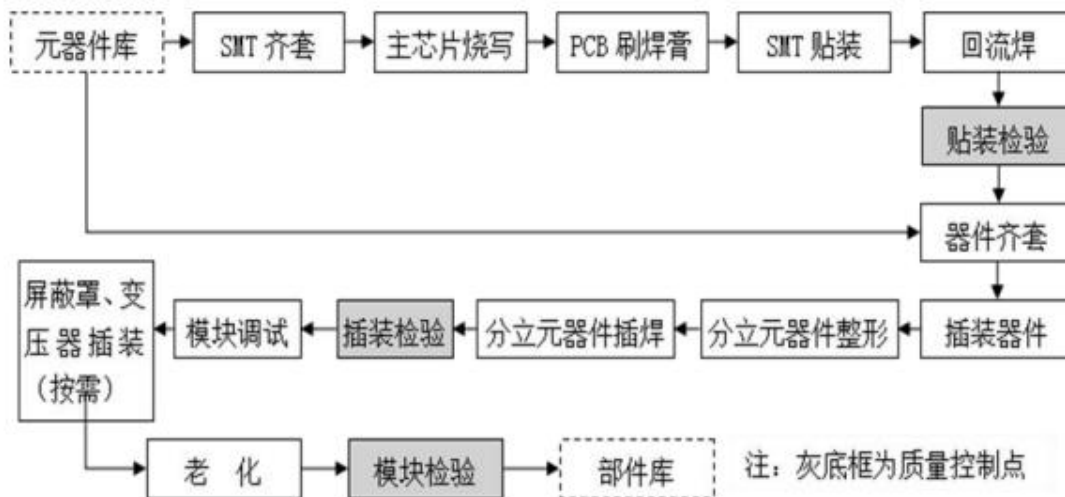 元器件库
SMT 齐套
主芯片烧写
PCB 刷焊膏
SMT 贴装
回流焊
贴装检验
器件齐套
屏蔽罩、变
压器插装
（按需）
模块调试
插装检验
分立元器件插焊
分立元器件整形
插装器件
老 化
模块检验
部件库
注：灰底框为质量控制点